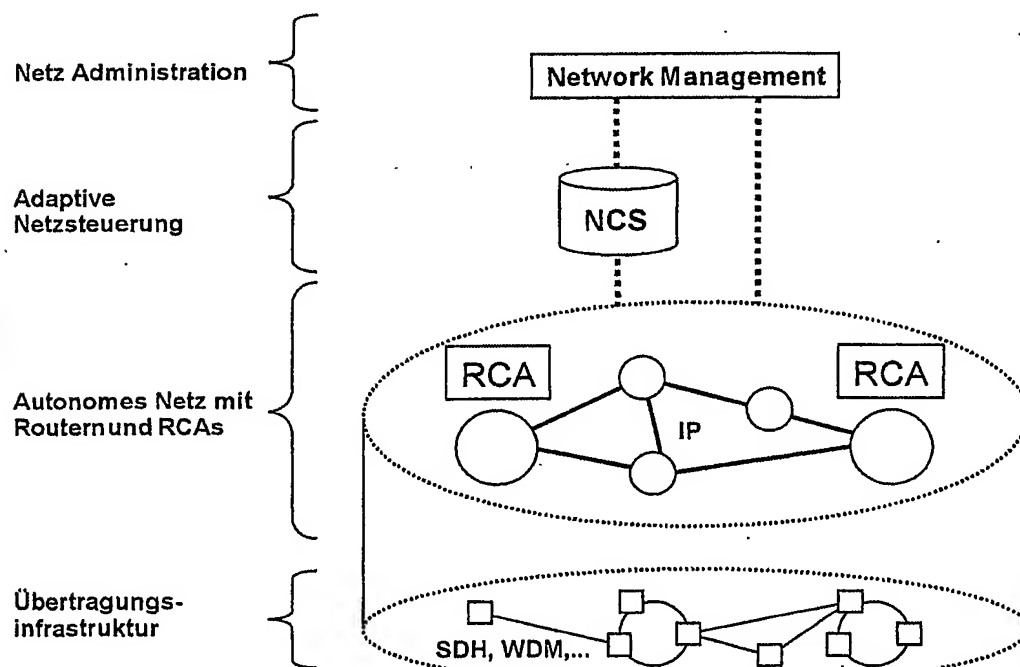 Netz Administration
Network Management
Adaptive
Netzsteuerung
NCS
Autonomes Netz mit
Routern und RCAs
RCA
RCA
IP
Übertragungs-
infrastruktur
SDH, WDM,...